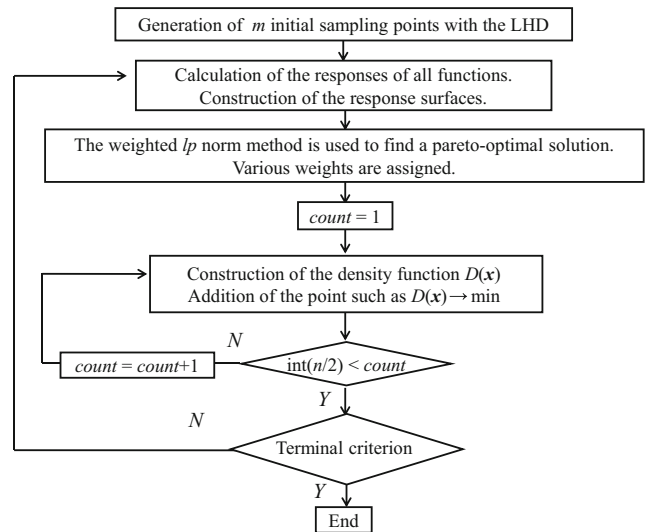 Generation of m initial sampling points with the LHD
Calculation of the responses of all functions.
Construction of the response surfaces.
The weighted lp norm method is used to find a pareto-optimal solution.
Various weights are assigned.
count = 1
Construction of the density function D(x)
Addition of the point such as D(x)→min
N
count = count+1
int(n/2) < count
Y
N
Terminal criterion
Y
End